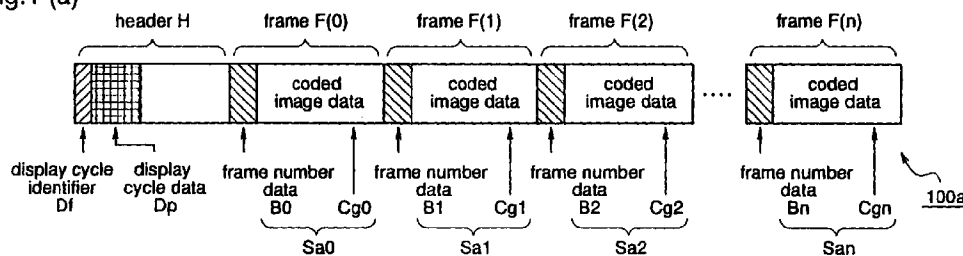 Fig.1 (a)
header H frame F(0) frame F(1) frame F(2) frame F(n)
coded image data coded image data coded image data .... coded image data
display cycle identifier Df
display cycle data Dp
frame number data B0 Cg0
frame number data B1 Cg1
frame number data B2 Cg2
frame number data Bn Cgn
100a
Sa0 Sa1 Sa2 San